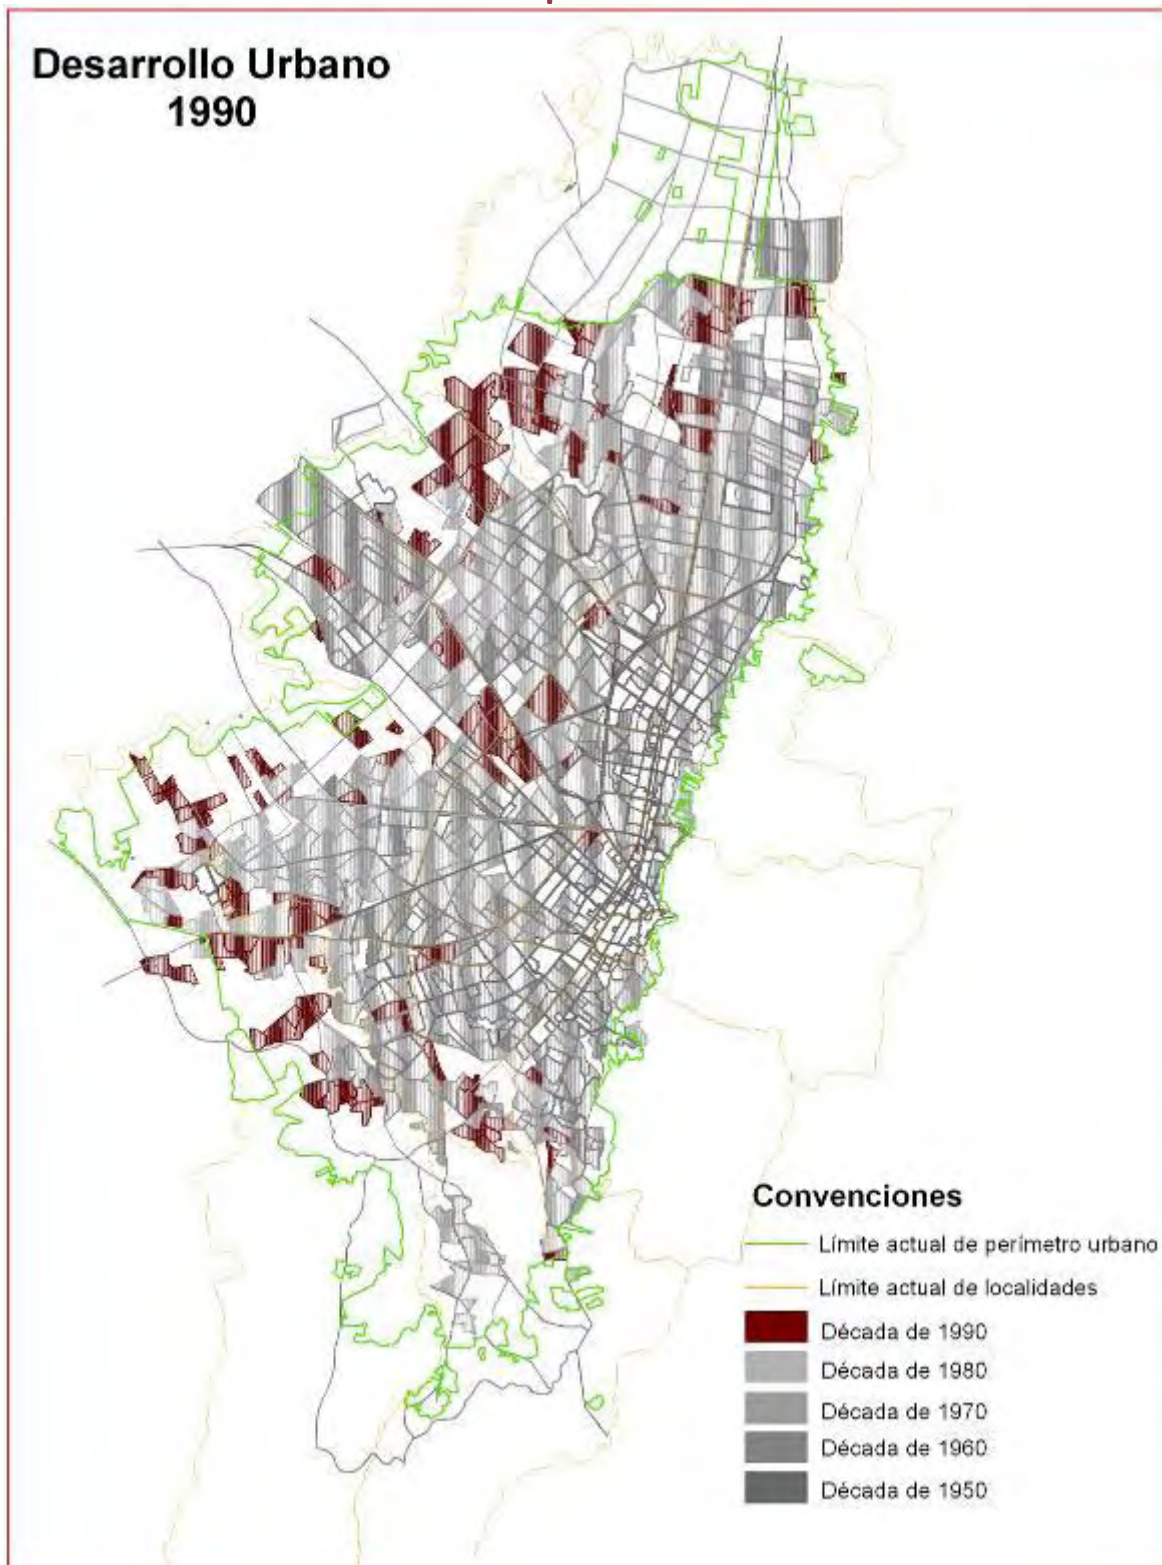 Desarrollo Urbano
1990
Convenciones
Límite actual de perímetro urbano
Límite actual de localidades
Década de 1990
Década de 1980
Década de 1970
Década de 1960
Década de 1950